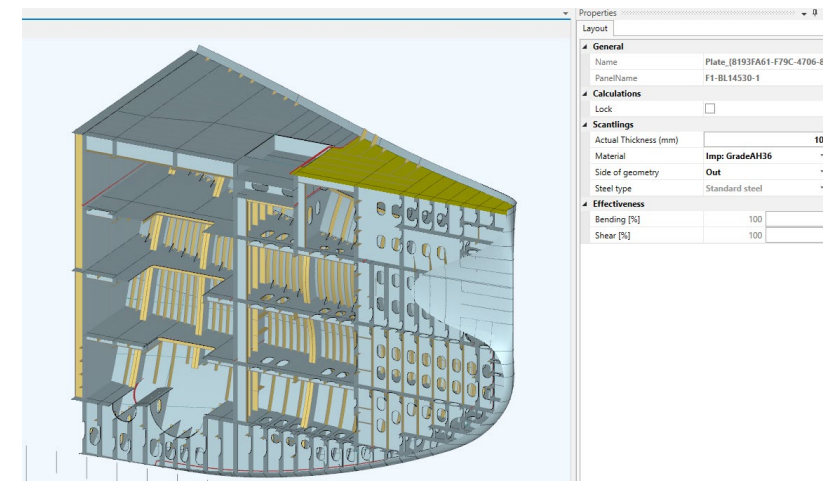 Properties
Layout
General
Name Plate_{8193FA61-F79C-4706-8
PanelName F1-BL14530-1
Calculations
Lock
Scantlings
Actual Thickness (mm) 10
Material Imp: GradeAH36
Side of geometry Out
Steel type Standard steel
Effectiveness
Bending [%] 100
Shear [%] 100